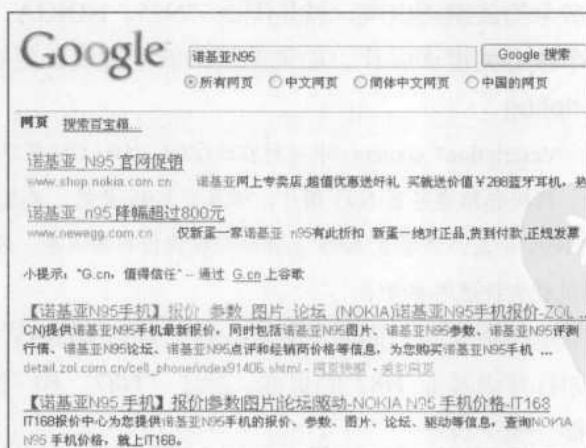 Google
诺基亚N95
Google 搜索
所有网页 中文网页 简体中文网页 中国的网页
网页 搜索百宝箱...
诺基亚 N95 官网促销
www.shop.nokia.com.cn 诺基亚网上专卖店,超值优惠送好礼 买就送价值￥288蓝牙耳机，热
诺基亚 n95 降幅超过800元
www.newegg.com.cn 仅新蛋一家诺基亚 n95有此折扣 新蛋一绝对正品,货到付款,正规发票
小提示："G.cn，值得信任" -- 通过 G.cn 上谷歌
【诺基亚N95手机】报价_参数_图片_论坛_(NOKIA)诺基亚N95手机报价-ZOL ...
CN)提供诺基亚N95手机最新报价，同时包括诺基亚N95图片、诺基亚N95参数、诺基亚N95评测
行情、诺基亚N95论坛、诺基亚N95点评和经销商价格等信息，为您购买诺基亚N95手机 ...
detail.zol.com.cn/cell_phone/index91406.shtml - 网页快照 - 类似网页
【诺基亚N95 手机】报价|参数|图片|论坛|驱动-NOKIA N95 手机价格-IT168
IT168报价中心为您提供诺基亚N95手机的报价、参数、图片、论坛、驱动等信息，查询NOKIA
N95 手机价格，就上IT168。